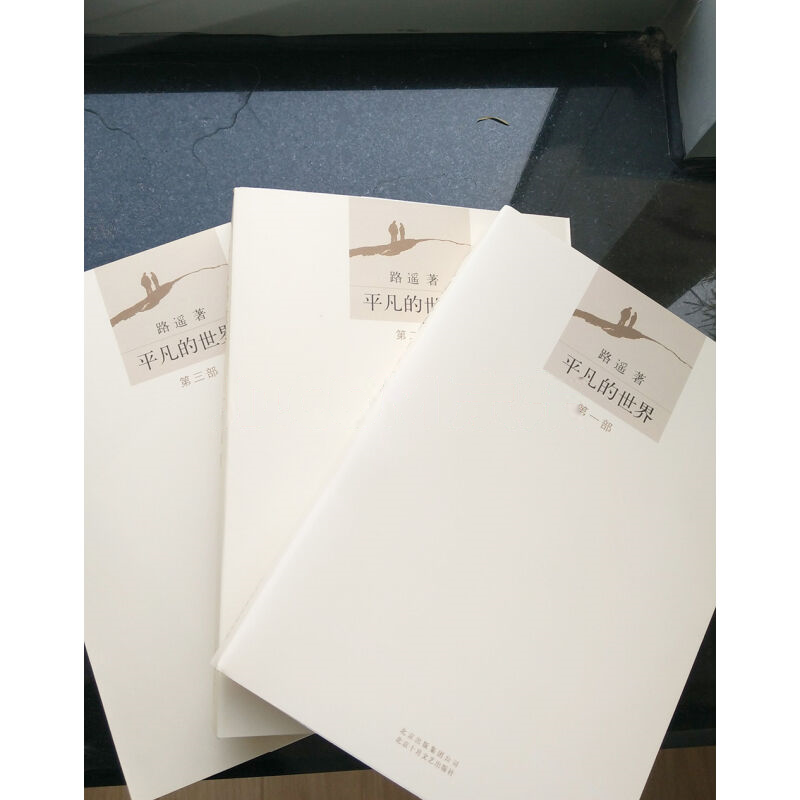 路遥 著
平凡的世界
第三部
路遥 著
平凡的世
第二
路遥 著
平凡的世界
第一部
北京出版集团公司
北京十月文艺出版社